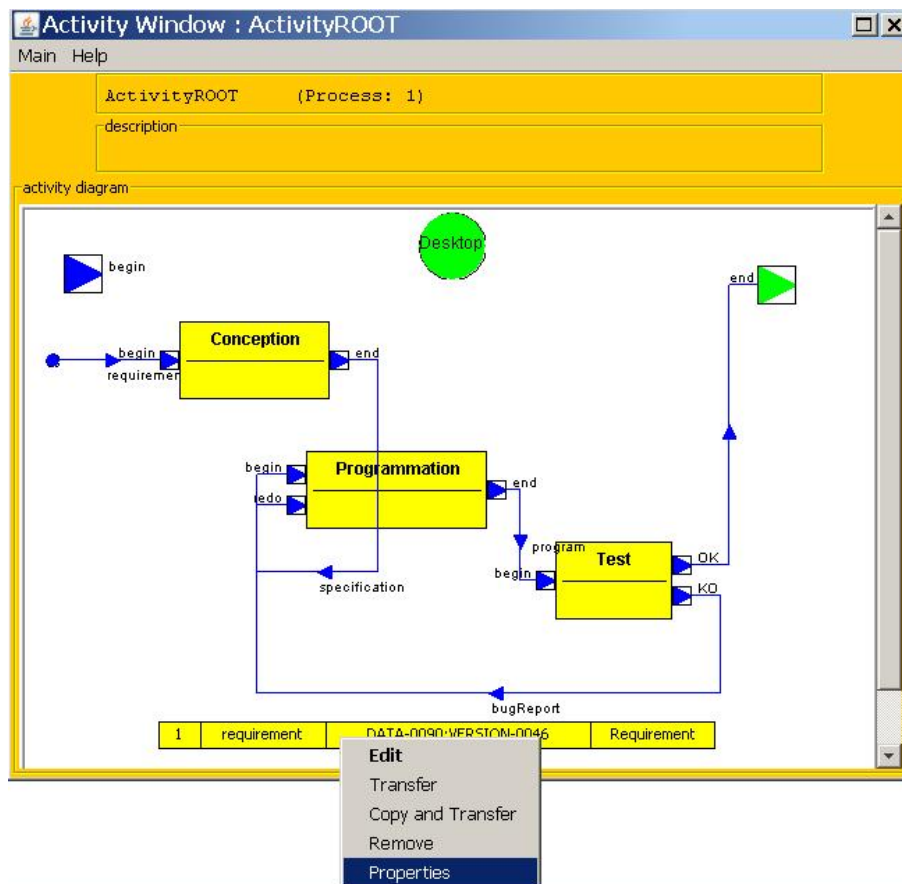 Activity Window : ActivityROOT
Main Help
ActivityROOT (Process: 1)
description
activity diagram
Desktop
begin
end
Conception
begin
end
requiremen
Programmation
begin
redo
end
program
Test
OK
begin
KO
specification
bugReport
1 requirement DATA-0090:VERSION-0046 Requirement
Edit
Transfer
Copy and Transfer
Remove
Properties